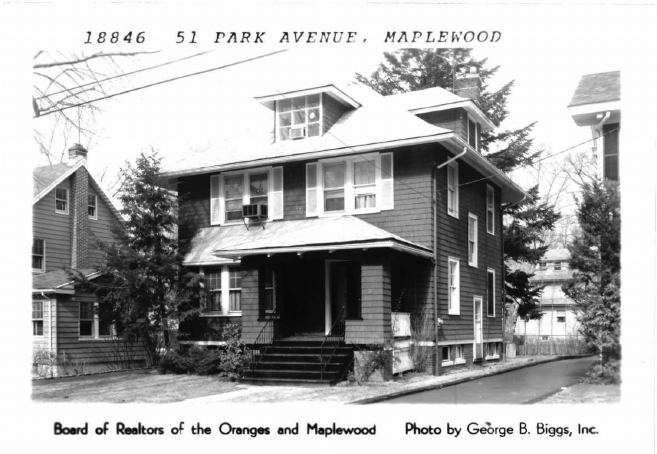 18846 51 PARK AVENUE, MAPLEWOOD
Board of Realtors of the Oranges and Maplewood Photo by George B. Biggs, Inc.